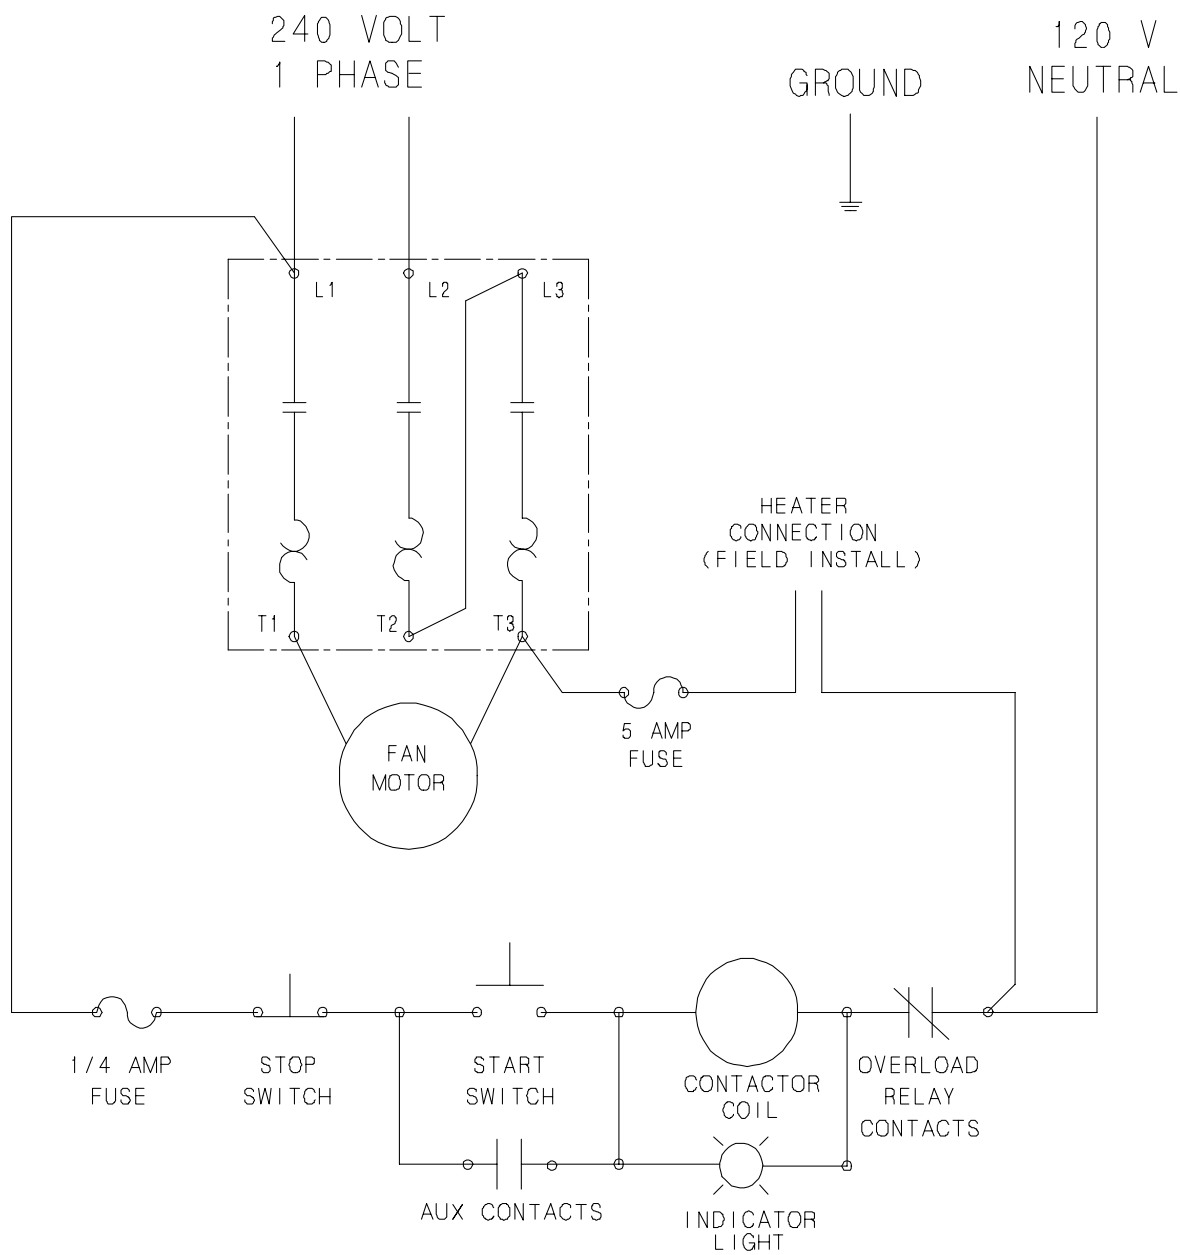 240 VOLT
1 PHASE
GROUND
120 V
NEUTRAL
L1
L2
L3
HEATER
CONNECTION
(FIELD INSTALL)
T1
T2
T3
5 AMP
FUSE
FAN
MOTOR
1/4 AMP
FUSE
STOP
SWITCH
START
SWITCH
CONTACTOR
COIL
OVERLOAD
RELAY
CONTACTS
AUX CONTACTS
INDICATOR
LIGHT